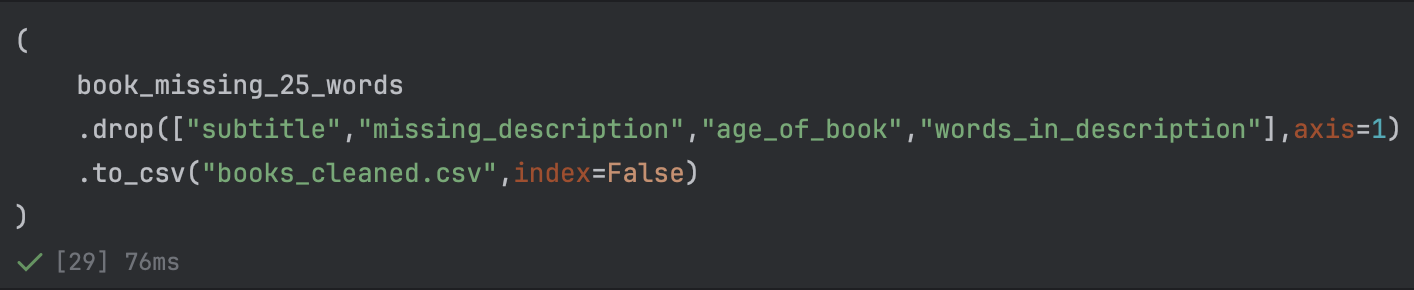 (
    book_missing_25_words
    .drop(["subtitle","missing_description","age_of_book","words_in_description"],axis=1)
    .to_csv("books_cleaned.csv",index=False)
)
✓ [29] 76ms